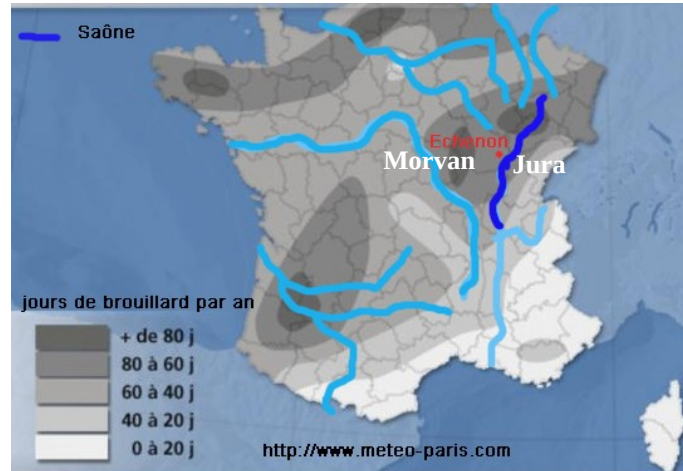 Saône
Echenon
Morvan Jura
jours de brouillard par an
+ de 80 j
80 à 60 j
60 à 40 j
40 à 20 j
0 à 20 j
http://www.meteo-paris.com